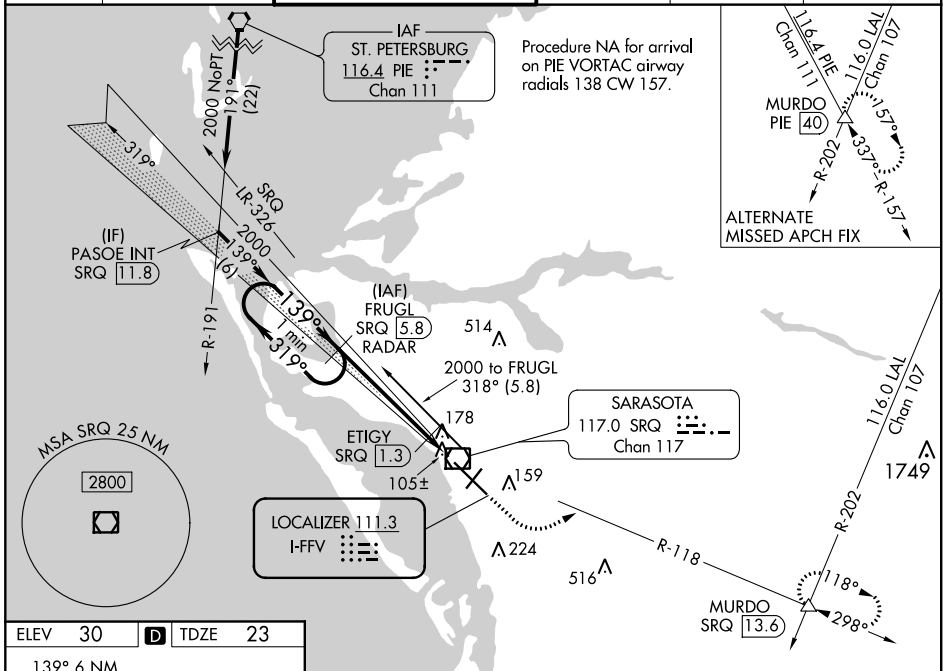 IAF
ST. PETERSBURG
116.4 PIE
Chan 111
Procedure NA for arrival
on PIE VORTAC airway
radials 138 CW 157.
2000 NoPT
191°
(22)
116.4 PIE
Chan 111
116.0 LAL
Chan 107
MURDO
PIE 40
157°
337°
R-202
R-157
ALTERNATE
MISSED APCH FIX
319°
SRQ
LR-326
(IF)
PASOE INT
SRQ 11.8
2000
139°
(6)
R-191
139°
1 min
319°
(IAF)
FRUGL
SRQ 5.8
RADAR
514
2000 to FRUGL
318° (5.8)
178
ETIGY
SRQ 1.3
105±
SARASOTA
117.0 SRQ
Chan 117
159
LOCALIZER 111.3
I-FFV
224
516
R-118
116.0 LAL
Chan 107
1749
R-202
MURDO
SRQ 13.6
118°
298°
MSA SRQ 25 NM
2800
ELEV 30 D TDZE 23
139° 6 NM